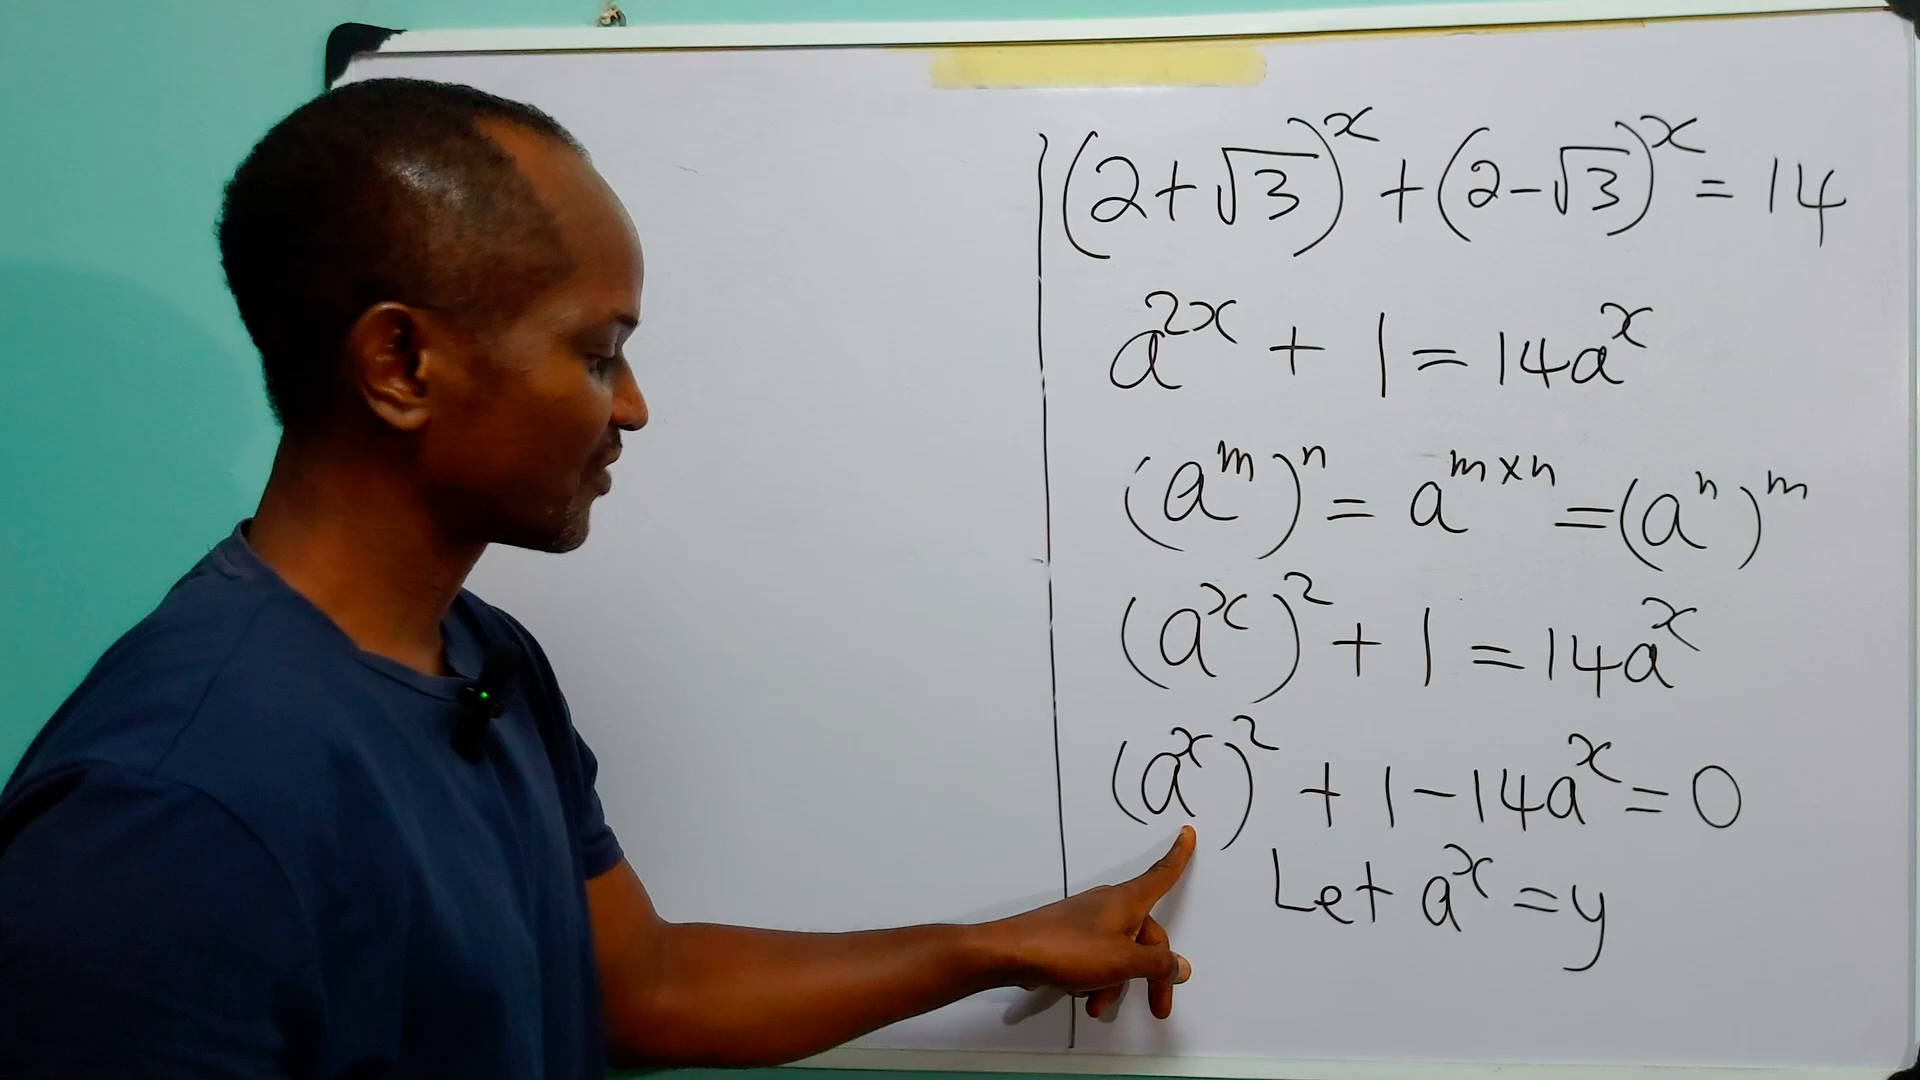 (2+√3)^x + (2-√3)^x = 14
a^2x + 1 = 14a^x
(a^m)^n = a^m×n = (a^n)^m
(a^x)^2 + 1 = 14a^x
(a^x)^2 + 1 - 14a^x = 0
Let a^x = y